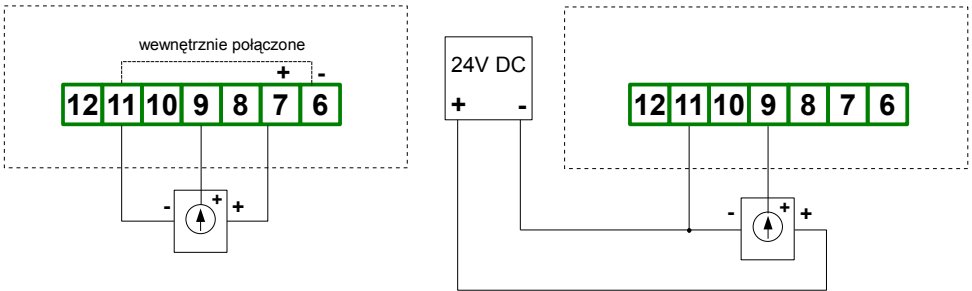 wewnętrznie połączone
+ -
12 11 10 9 8 7 6
- + +
24V DC
+ -
12 11 10 9 8 7 6
- + +